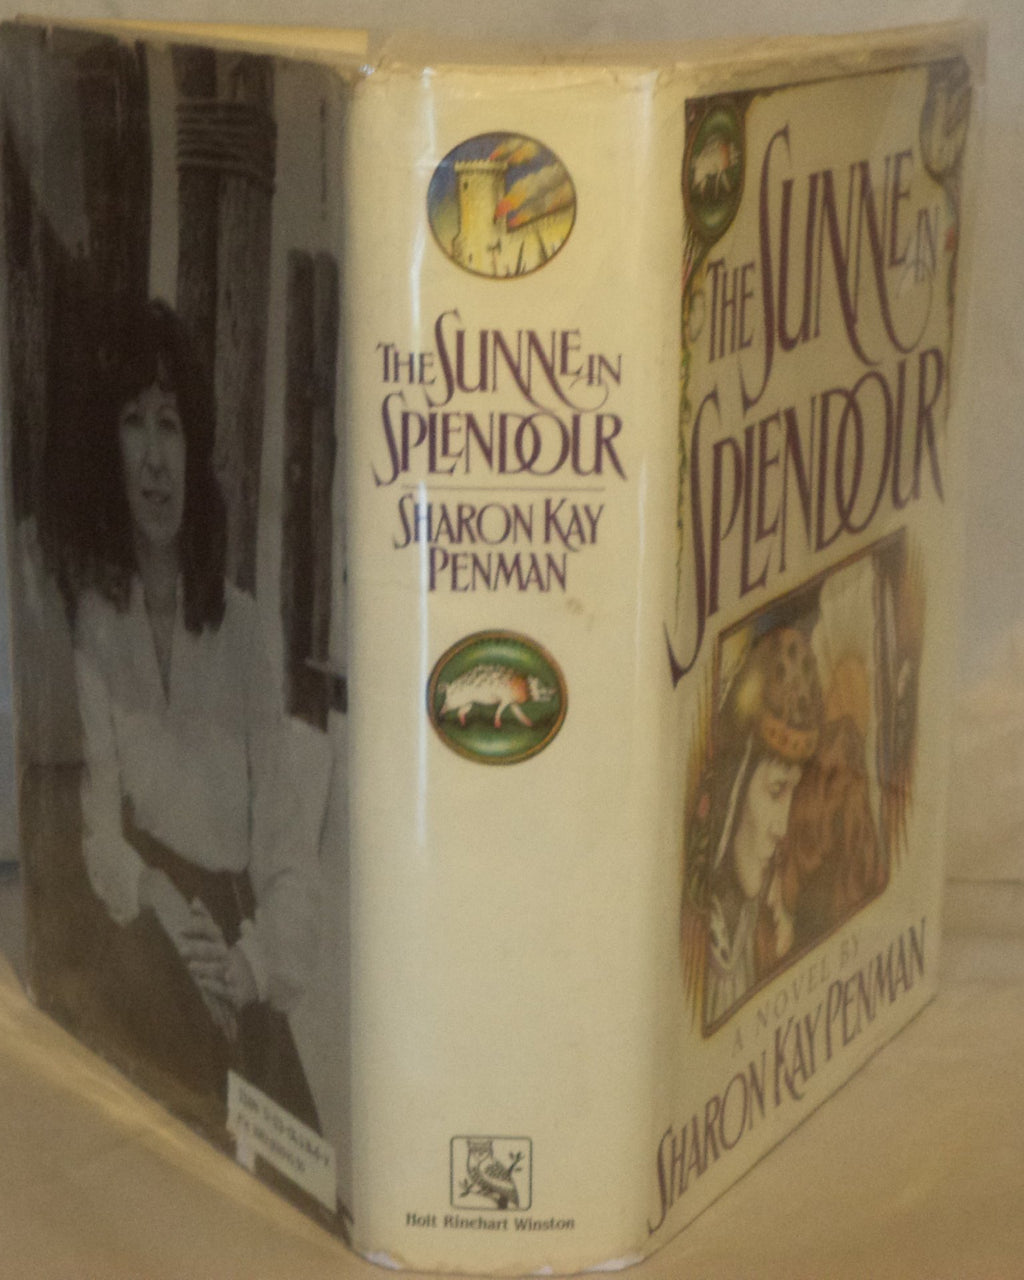 THE SUNNE IN
SPLENDOUR
SHARON KAY
PENMAN
Holt Rinehart Winston
THE SUNNE IN
SPLENDOUR
A NOVEL BY
SHARON KAY PENMAN